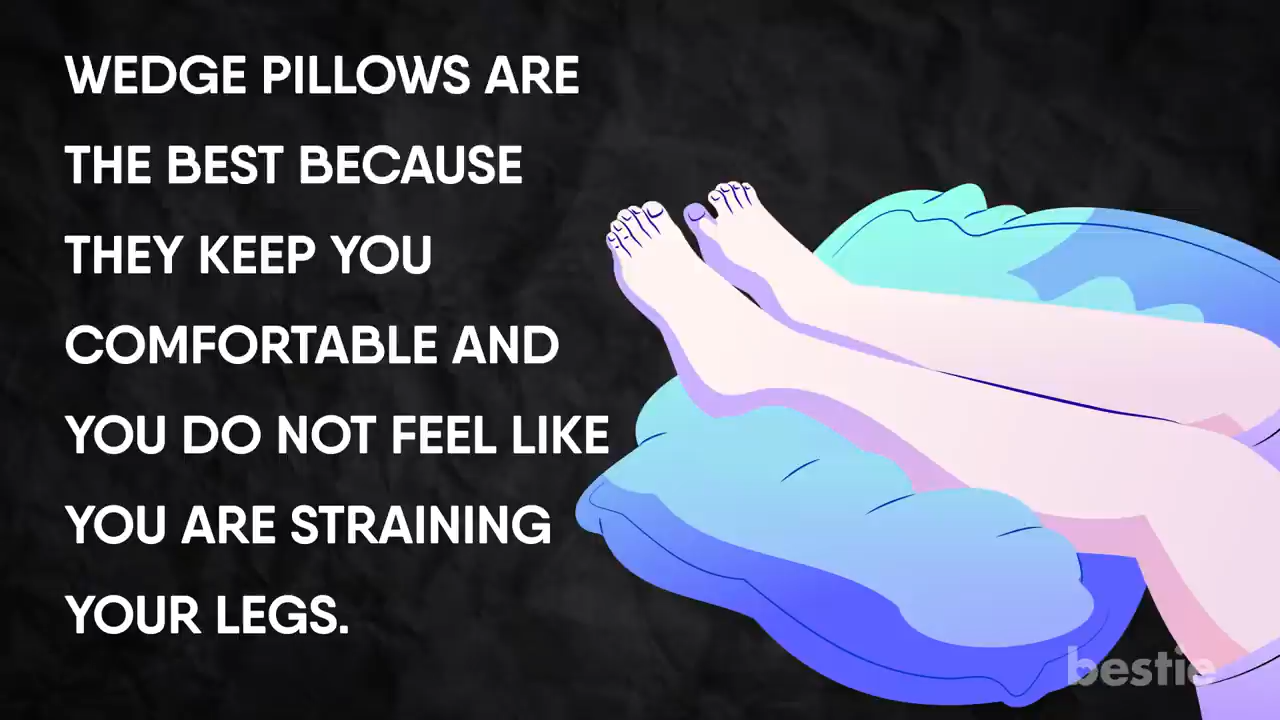 WEDGE PILLOWS ARE
THE BEST BECAUSE
THEY KEEP YOU
COMFORTABLE AND
YOU DO NOT FEEL LIKE
YOU ARE STRAINING
YOUR LEGS.
bestie